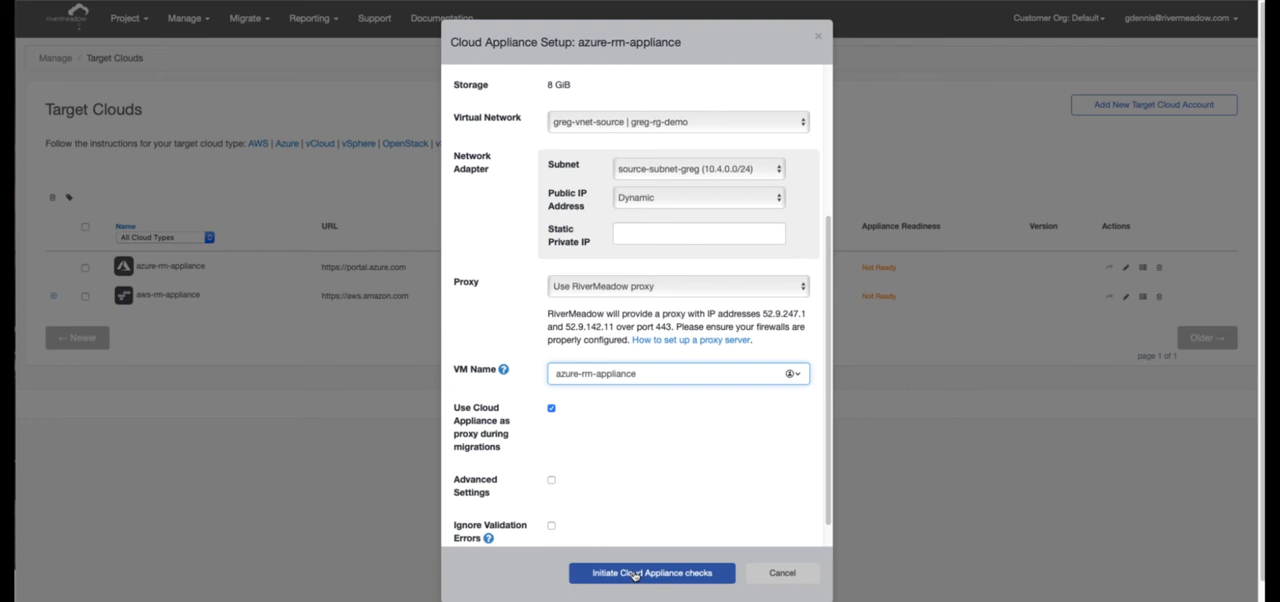 rivermeadow
Project Manage Migrate Reporting Support Documentation
Customer Org: Default gdennis@rivermeadow.com
Manage / Target Clouds
Target Clouds
Add New Target Cloud Account
Follow the instructions for your target cloud type: AWS | Azure | vCloud | vSphere | OpenStack |
Name URL Appliance Readiness Version Actions
All Cloud Types
azure-rm-appliance https://portal.azure.com Not Ready
aws-rm-appliance https://aws.amazon.com Not Ready
← Newer
Older →
page 1 of 1
Cloud Appliance Setup: azure-rm-appliance
×
Storage 8 GiB
Virtual Network greg-vnet-source | greg-rg-demo
Network
Adapter
Subnet source-subnet-greg (10.4.0.0/24)
Public IP
Address
Dynamic
Static
Private IP
Proxy Use RiverMeadow proxy
RiverMeadow will provide a proxy with IP addresses 52.9.247.1
and 52.9.142.11 over port 443. Please ensure your firewalls are
properly configured. How to set up a proxy server.
VM Name ? azure-rm-appliance
Use Cloud
Appliance as
proxy during
migrations
Advanced
Settings
Ignore Validation
Errors ?
Initiate Cloud Appliance checks Cancel